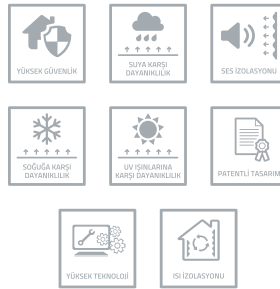 YÜKSEK GÜVENLİK
SUYA KARŞI
DAYANIKLILIK
SES İZOLASYONU
SOĞUĞA KARŞI
DAYANIKLILIK
UV IŞINLARINA
KARŞI DAYANIKLILIK
PATENTLİ TASARIM
YÜKSEK TEKNOLOJİ
ISI İZOLASYONU